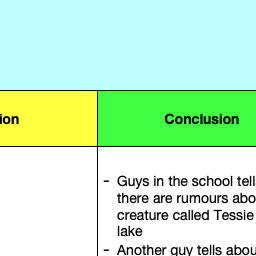 ion
Conclusion
- Guys in the school tell
there are rumours abo
creature called Tessie
lake
- Another guy tells abou